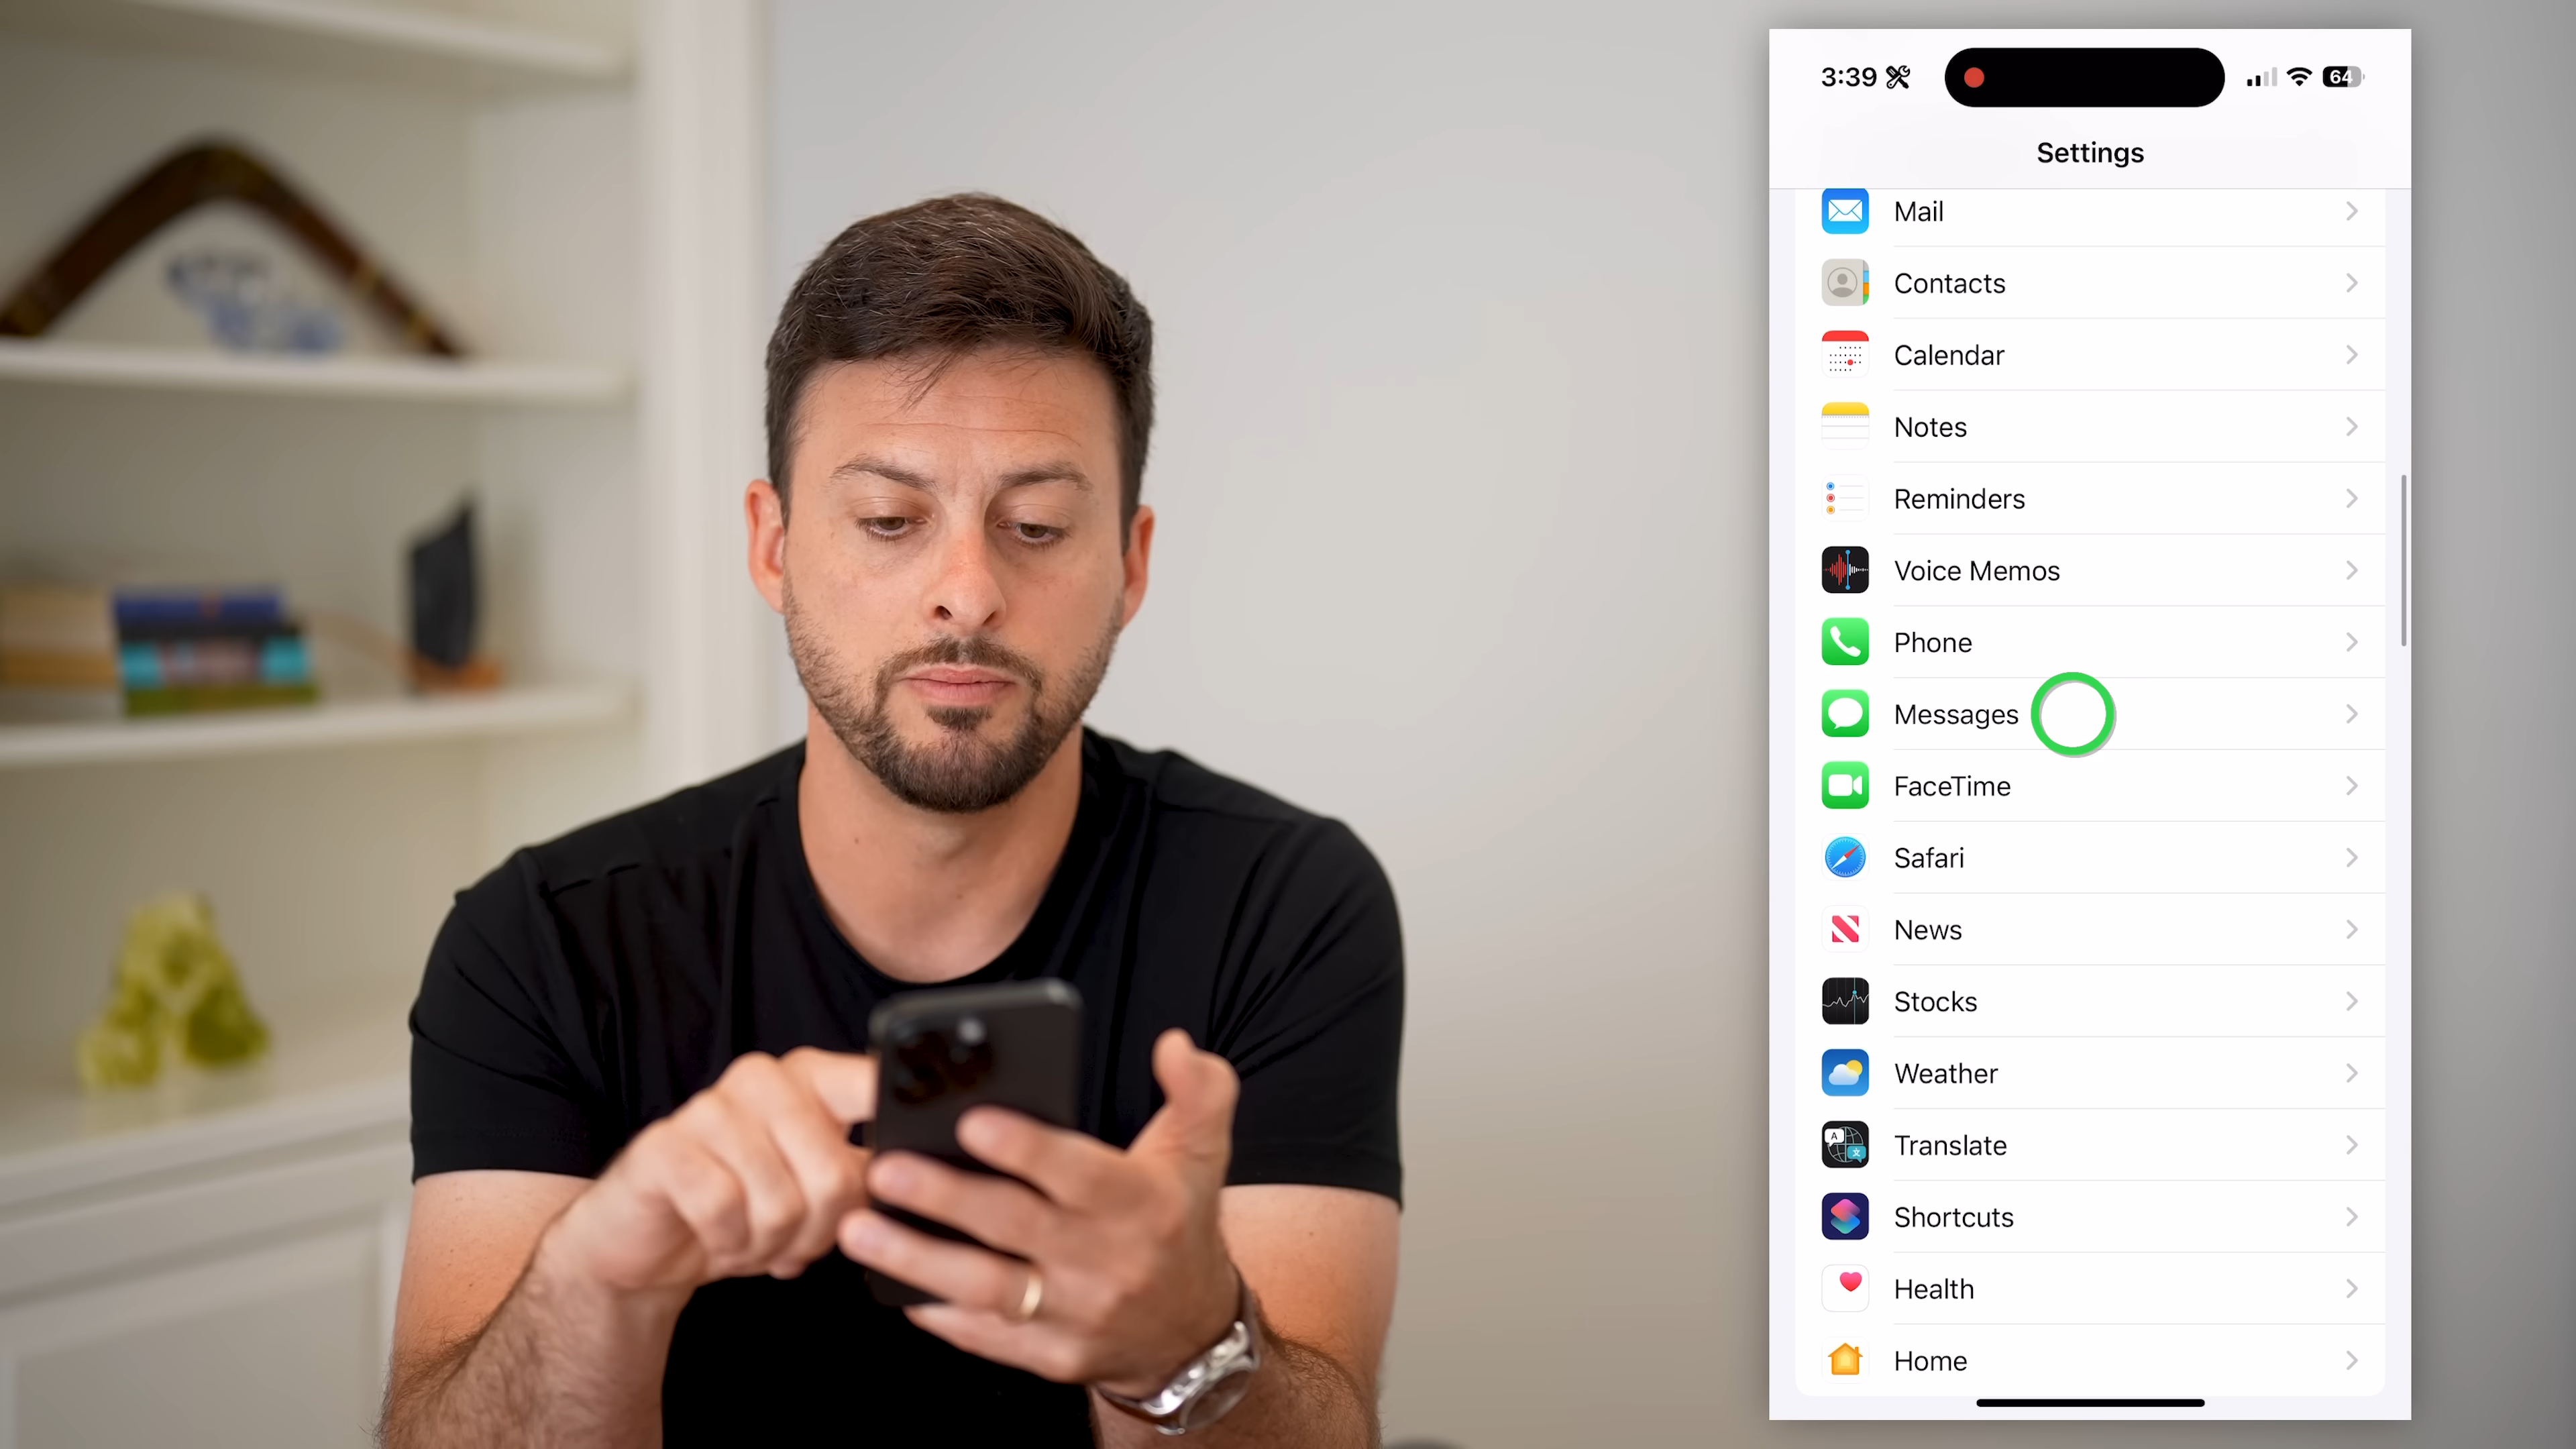 3:39
64
Settings
Mail
Contacts
Calendar
Notes
Reminders
Voice Memos
Phone
Messages
FaceTime
Safari
News
Stocks
Weather
A
文
Translate
Shortcuts
Health
Home